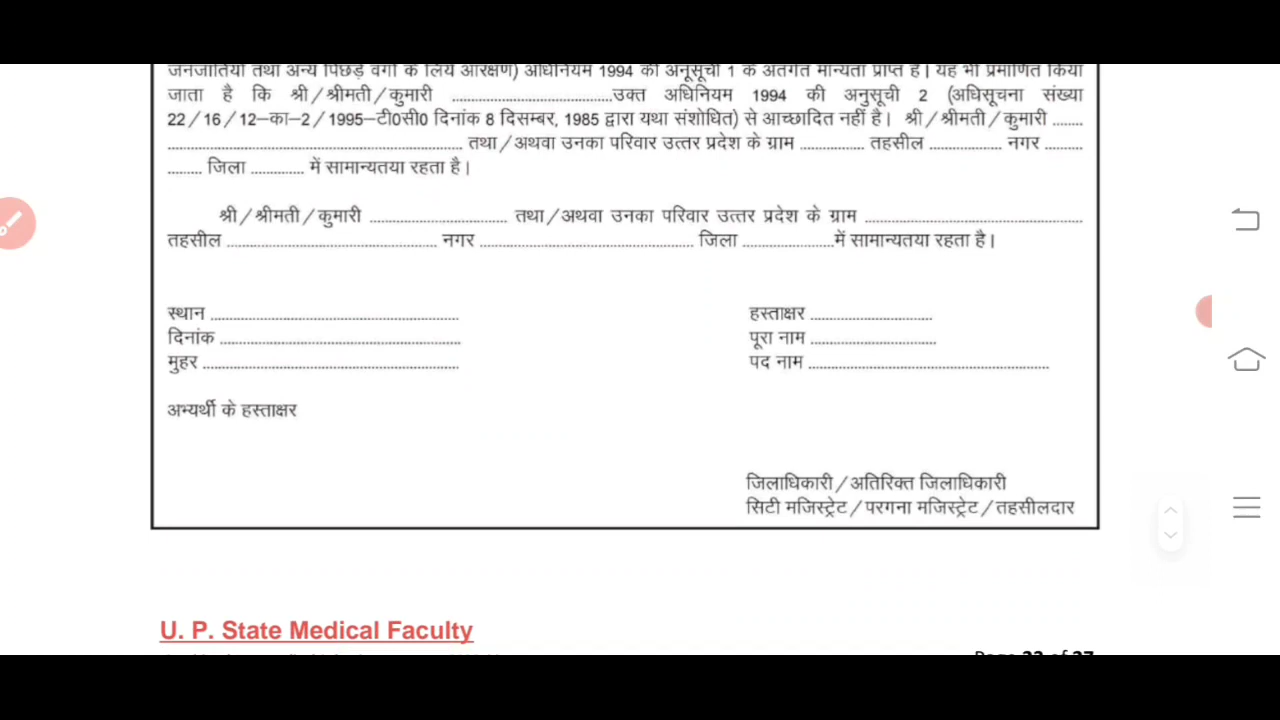 जनजातियों तथा अन्य पिछड़े वर्गो के लिये आरक्षण) अधिनियम 1994 की अनूसूची 1 के अंतर्गत मान्यता प्राप्त है। यह भी प्रमाणित किया
जाता है कि श्री/श्रीमती/कुमारी ........................................उक्त अधिनियम 1994 की अनुसूची 2 (अधिसूचना संख्या
22/16/12–का–2/1995–टी0सी0 दिनांक 8 दिसम्बर, 1985 द्वारा यथा संशोधित) से आच्छादित नहीं है। श्री/श्रीमती/कुमारी ........
.......................................................................... तथा/अथवा उनका परिवार उत्तर प्रदेश के ग्राम ................ तहसील .................. नगर ..........
......... जिला ............. में सामान्यतया रहता है।
श्री/श्रीमती/कुमारी .................................. तथा/अथवा उनका परिवार उत्तर प्रदेश के ग्राम .......................................................
तहसील ..................................................... नगर ...................................................... जिला .......................में सामान्यतया रहता है।
स्थान ............................................................... हस्ताक्षर ...............................
दिनांक ............................................................. पूरा नाम ................................
मुहर ................................................................. पद नाम .............................................................
अभ्यर्थी के हस्ताक्षर
जिलाधिकारी/अतिरिक्त जिलाधिकारी
सिटी मजिस्ट्रेट/परगना मजिस्ट्रेट/तहसीलदार
U. P. State Medical Faculty
Page 23 of 27